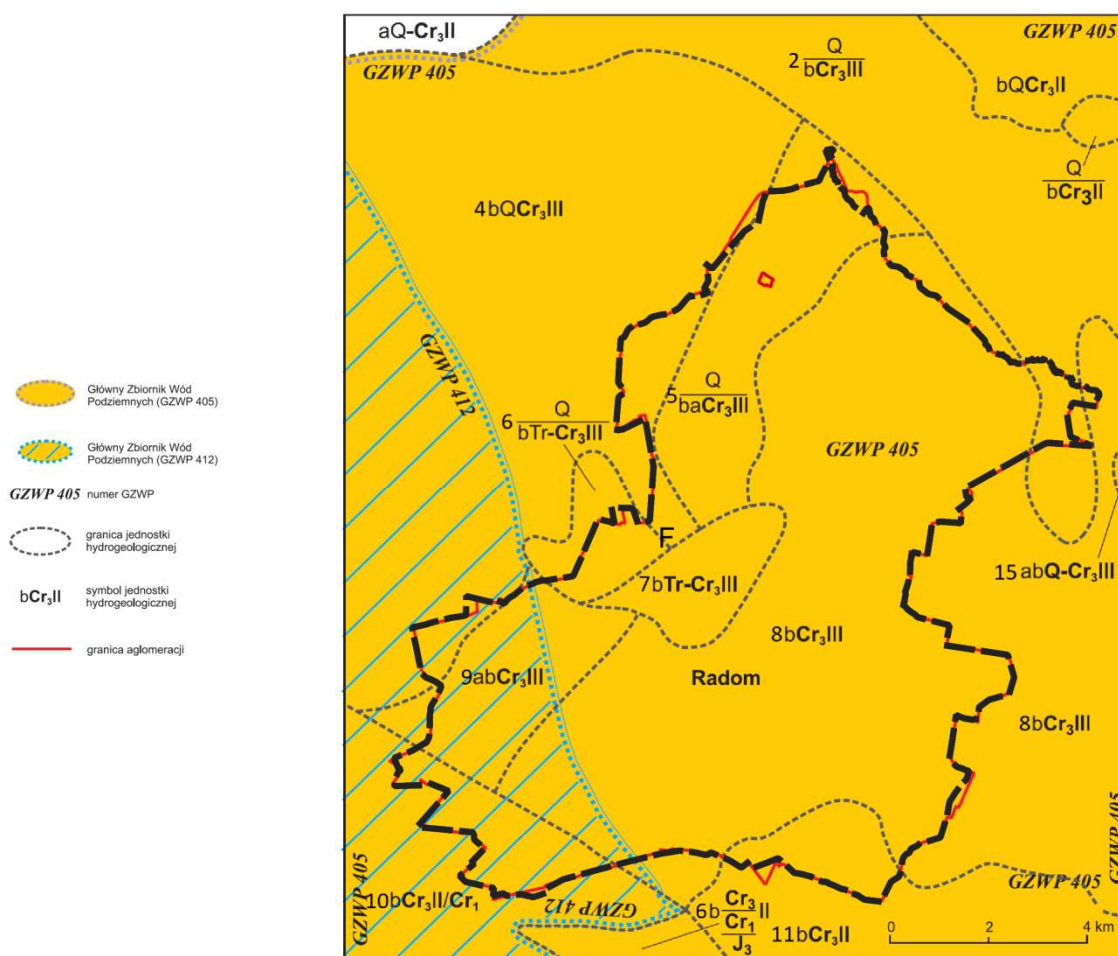 aQ-Cr₃II
GZWP 405
2 Q
bCr₃III
GZWP 405
bQCr₃II
Q
bCr3II
4bQCr₃III
GZWP 412
5 Q
baCr₃III
6 Q
bTr-Cr₃III
GZWP 405
F
7bTr-Cr₃III
15 abQ-Cr₃III
8bCr₃III
9abCr₃III
Radom
8bCr₃III
GZWP 405
GZWP 405
GZWP 405
10bCr₃II/Cr₁
GZWP 412
6b Cr₃ II
Cr₁
J₃
11bCr₃II
0 2 4 km
Główny Zbiornik Wód
Podziemnych (GZWP 405)
Główny Zbiornik Wód
Podziemnych (GZWP 412)
GZWP 405 numer GZWP
granica jednostki
hydrogeologicznej
bCr₃II symbol jednostki
hydrogeologicznej
granica aglomeracji